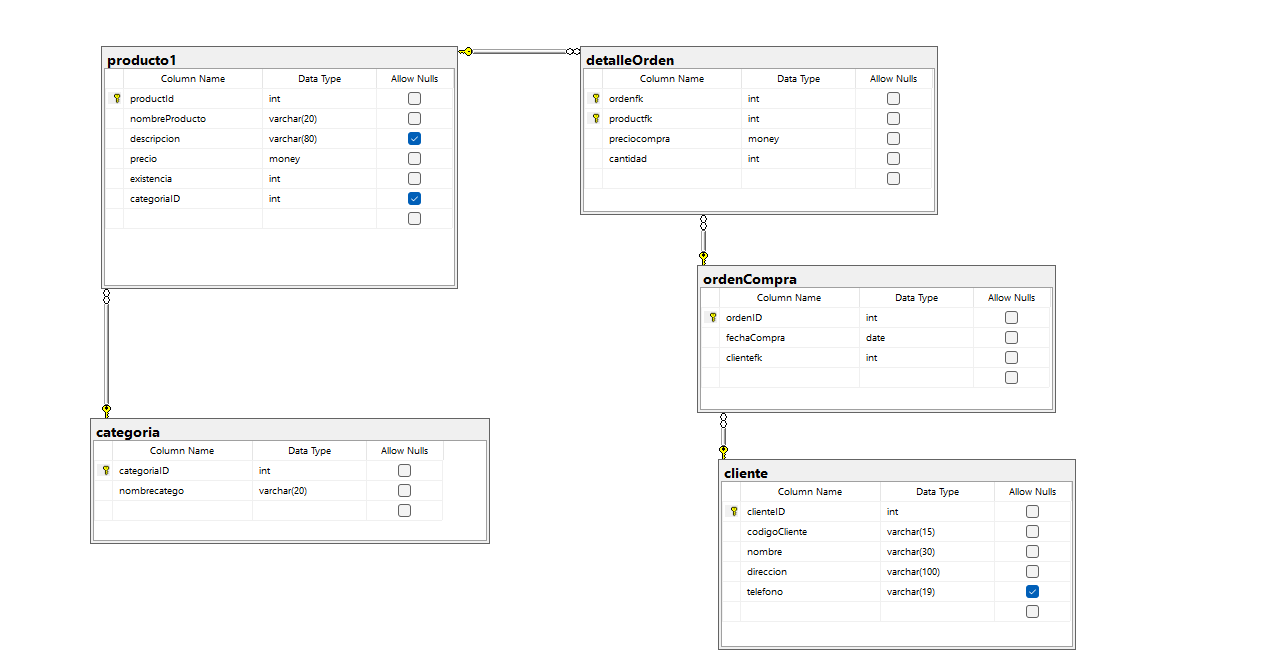 producto1
Column Name Data Type Allow Nulls
productId int
nombreProducto varchar(20)
descripcion varchar(80)
precio money
existencia int
categoriaID int
detalleOrden
Column Name Data Type Allow Nulls
ordenfk int
productfk int
preciocompra money
cantidad int
ordenCompra
Column Name Data Type Allow Nulls
ordenID int
fechaCompra date
clientefk int
categoria
Column Name Data Type Allow Nulls
categoriaID int
nombrecatego varchar(20)
cliente
Column Name Data Type Allow Nulls
clienteID int
codigoCliente varchar(15)
nombre varchar(30)
direccion varchar(100)
telefono varchar(19)